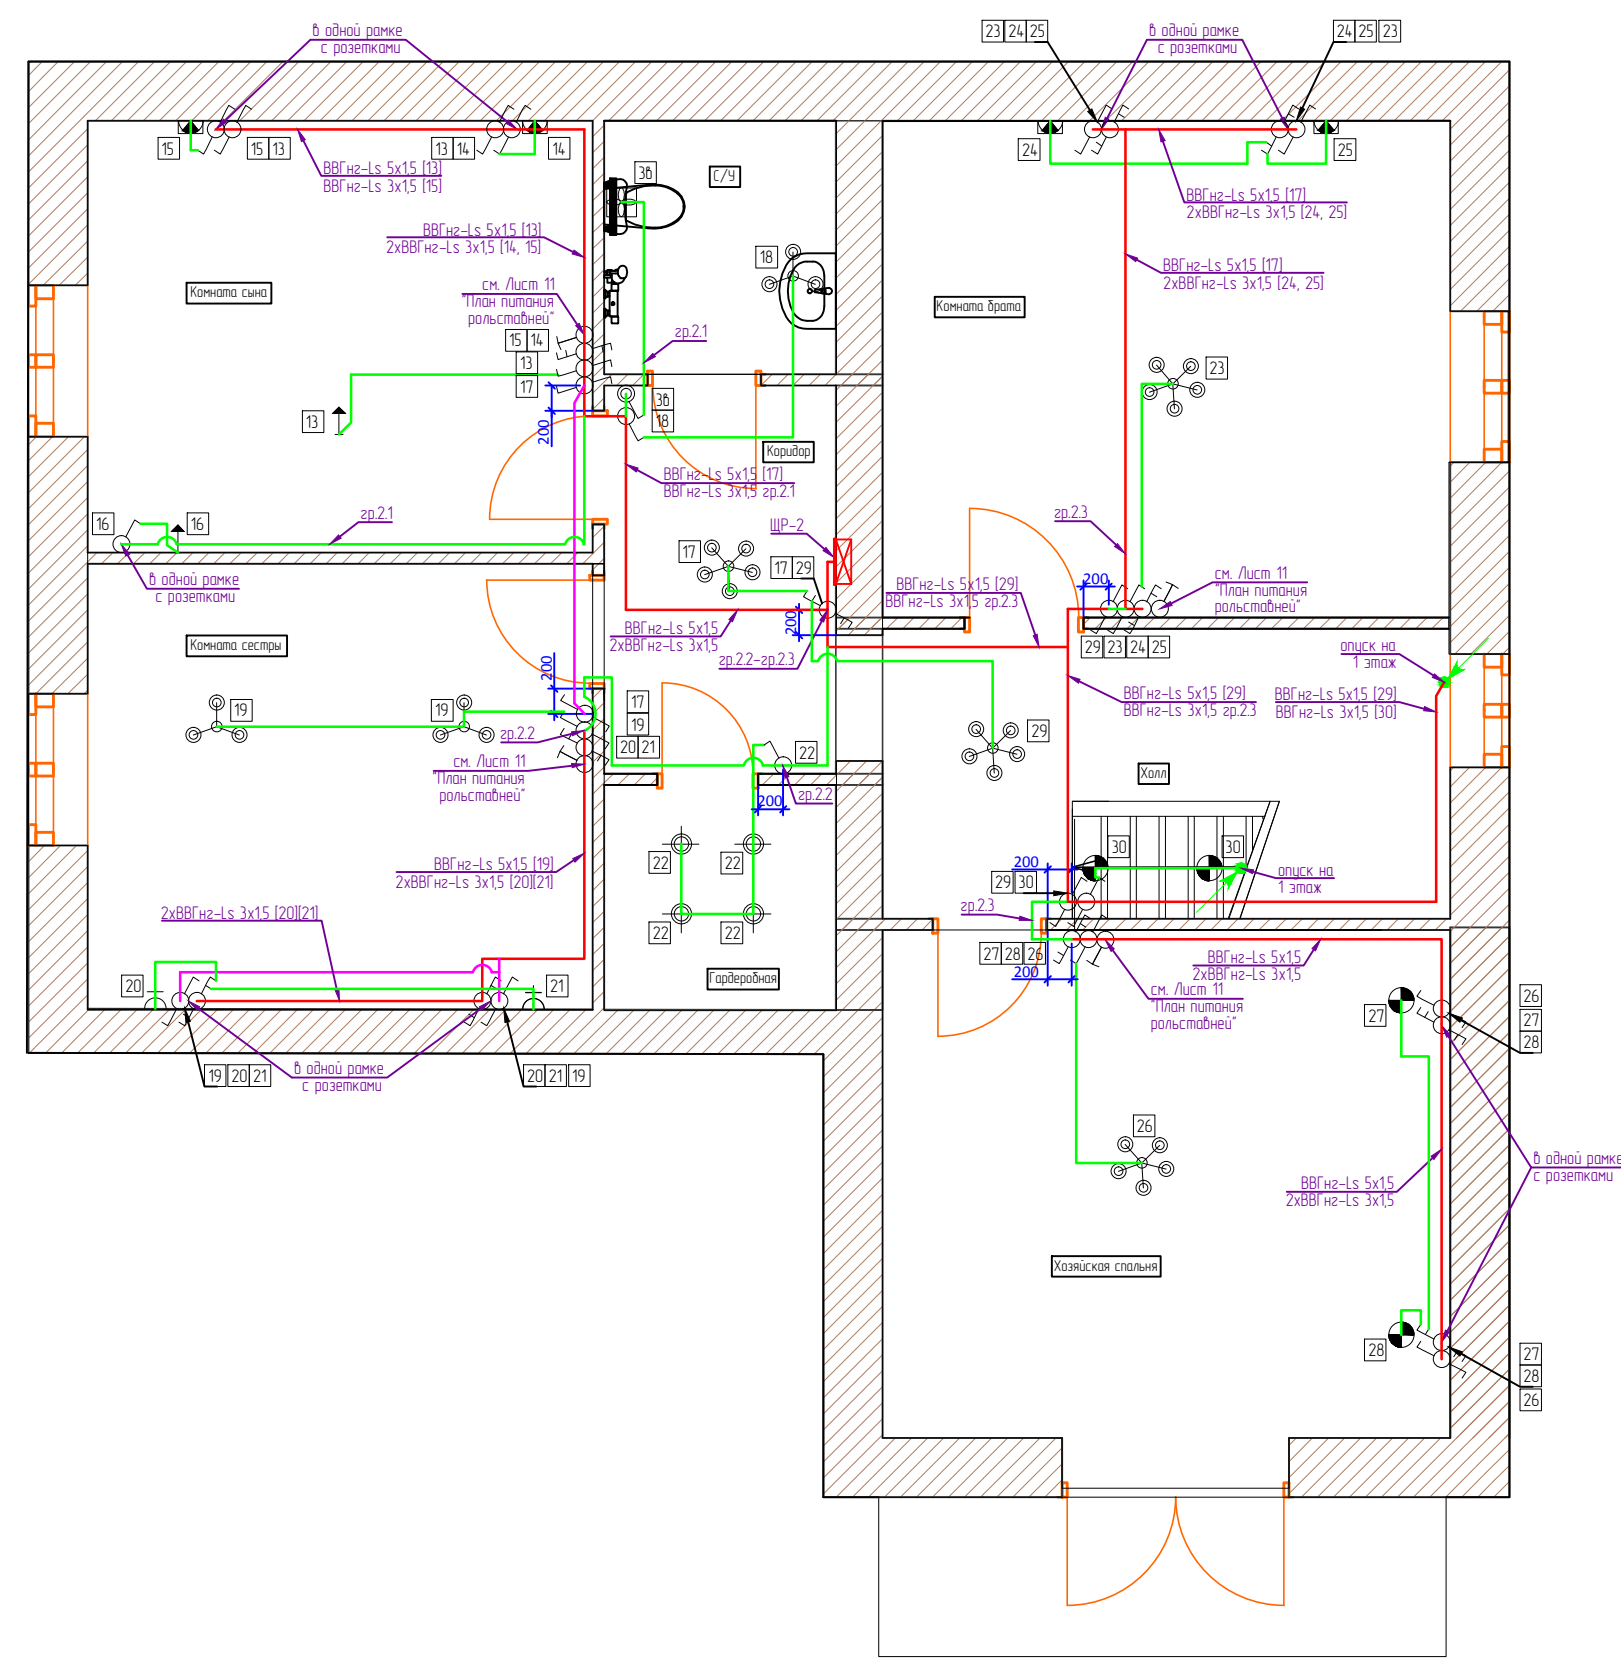 в одной рамке
с розетками
23 24 25
в одной рамке
с розетками
24 25 23
15
15 13
13 14
14
ВВГнг-Ls 5х1,5 [13]
ВВГнг-Ls 3х1,5 [15]
3в
С/У
24
25
ВВГнг-Ls 5х1,5 [17]
2хВВГнг-Ls 3х1,5 [24, 25]
ВВГнг-Ls 5х1,5 [13]
2хВВГнг-Ls 3х1,5 [14, 15]
18
ВВГнг-Ls 5х1,5 [17]
2хВВГнг-Ls 3х1,5 [24, 25]
Комната сына
см. Лист 11
"План питания
рольставней"
Комната брата
15 14
13
17
гр.2.1
23
13
200
3в
18
Коридор
ВВГнг-Ls 5х1,5 [17]
ВВГнг-Ls 3х1,5 гр.2.1
16
16
гр.2.1
ЩР-2
гр.2.3
17
17 29
в одной рамке
с розетками
ВВГнг-Ls 5х1,5 [29]
ВВГнг-Ls 3х1,5 гр.2.3
200
см. Лист 11
"План питания
рольставней"
ВВГнг-Ls 5х1,5
2хВВГнг-Ls 3х1,5
200
гр.2.2-гр.2.3
29 23 24 25
Комната сестры
опуск на
1 этаж
200
ВВГнг-Ls 5х1,5 [29]
ВВГнг-Ls 3х1,5 гр.2.3
ВВГнг-Ls 5х1,5 [29]
ВВГнг-Ls 3х1,5 [30]
19
19
17
19
20 21
гр.2.2
29
22
см. Лист 11
"План питания
рольставней"
Холл
200
гр.2.2
22
22
30
30
200
ВВГнг-Ls 5х1,5 [19]
2хВВГнг-Ls 3х1,5 [20][21]
29 30
опуск на
1 этаж
2хВВГнг-Ls 3х1,5 [20][21]
22
22
гр.2.3
27 28 26
200
ВВГнг-Ls 5х1,5
2хВВГнг-Ls 3х1,5
Гардеробная
20
21
см. Лист 11
"План питания
рольставней"
27
26
27
28
19 20 21
в одной рамке
с розетками
20 21 19
26
в одной рамке
с розетками
ВВГнг-Ls 5х1,5
2хВВГнг-Ls 3х1,5
Хозяйская спальня
28
27
28
26